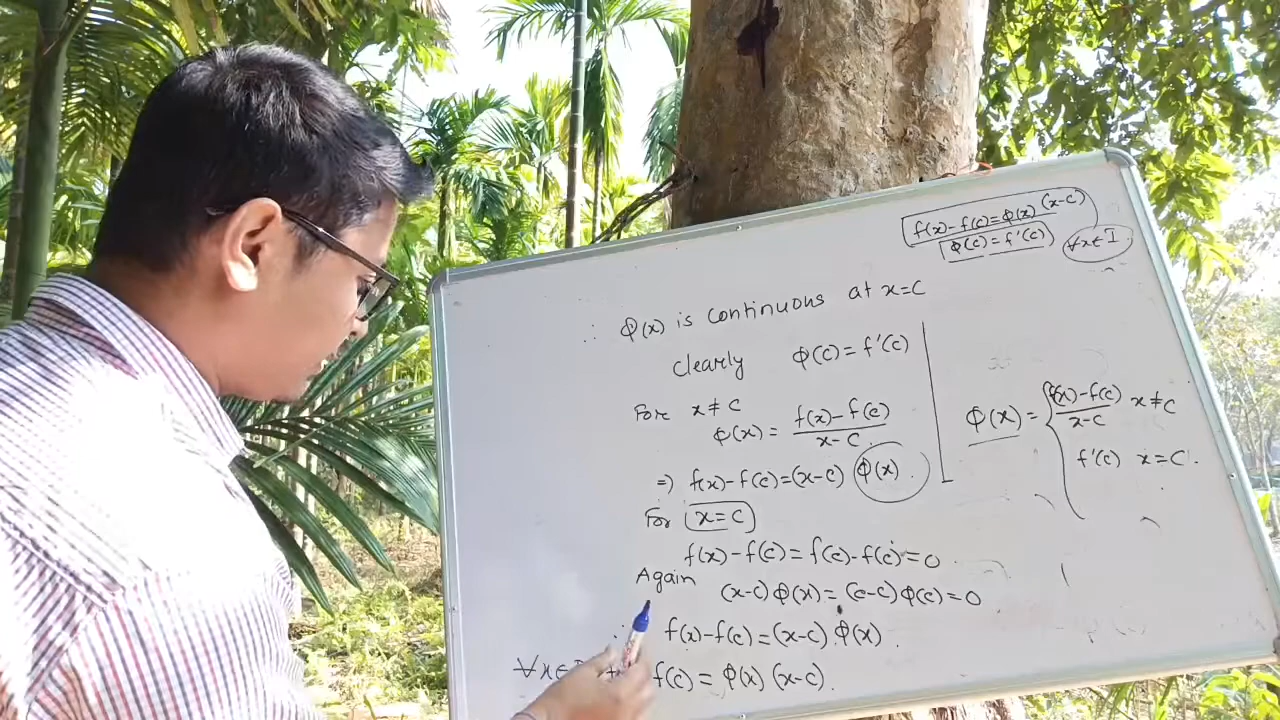 f(x)-f(c)=Φ(x)(x-c)
Φ(c)=f'(c) ∀x∈I
∴ Φ(x) is continuous at x=c
clearly Φ(c)=f'(c)
For x≠c
Φ(x)= f(x)-f(c) / x-c
Φ(x)= { f(x)-f(c) / x-c x≠c
f'(c) x=c.
⇒ f(x)-f(c)=(x-c) Φ(x).
For x=c
f(x)-f(c)=f(c)-f(c)=0
Again (x-c)Φ(x)=(c-c)Φ(c)=0
f(x)-f(c)=(x-c) Φ(x).
∀x∈ f(c)=Φ(x)(x-c).